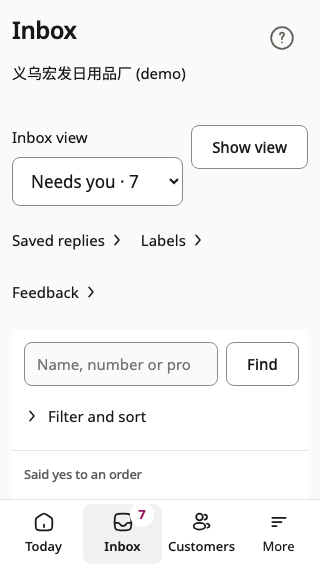 Inbox
义乌宏发日用品厂 (demo)
Inbox view
Show view
Needs you · 7
Saved replies
Labels
Feedback
Name, number or pro
Find
Filter and sort
Said yes to an order
7
Today
Inbox
Customers
More